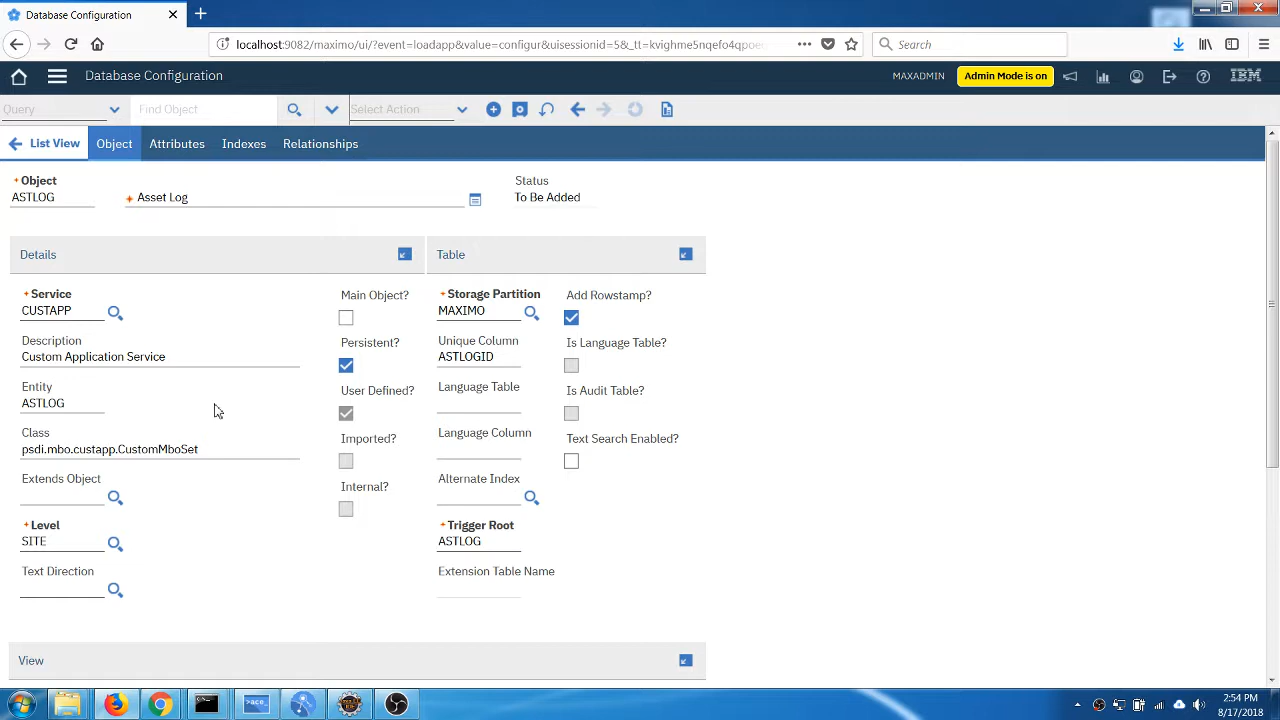 Database Configuration
localhost:9082/maximo/ui/?event=loadapp&value=configur&uisessionid=5&_tt=kvighme5nqefo4qpoe
Search
Database Configuration
MAXADMIN
Admin Mode is on
IBM
Query
Find Object
Select Action
List View
Object
Attributes
Indexes
Relationships
Object
Status
ASTLOG
Asset Log
To Be Added
Details
Table
Service
Main Object?
Storage Partition
Add Rowstamp?
CUSTAPP
MAXIMO
Description
Persistent?
Unique Column
Is Language Table?
Custom Application Service
ASTLOGID
Entity
User Defined?
Language Table
Is Audit Table?
ASTLOG
Class
Imported?
Language Column
Text Search Enabled?
psdi.mbo.custapp.CustomMboSet
Extends Object
Internal?
Alternate Index
Level
Trigger Root
SITE
ASTLOG
Text Direction
Extension Table Name
View
>ace_
2:54 PM
8/17/2018